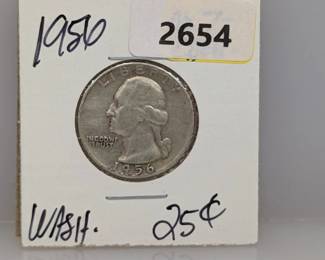 1956
2654
LIBERTY
IN GOD WE
TRUST
1956
WASH.
25¢